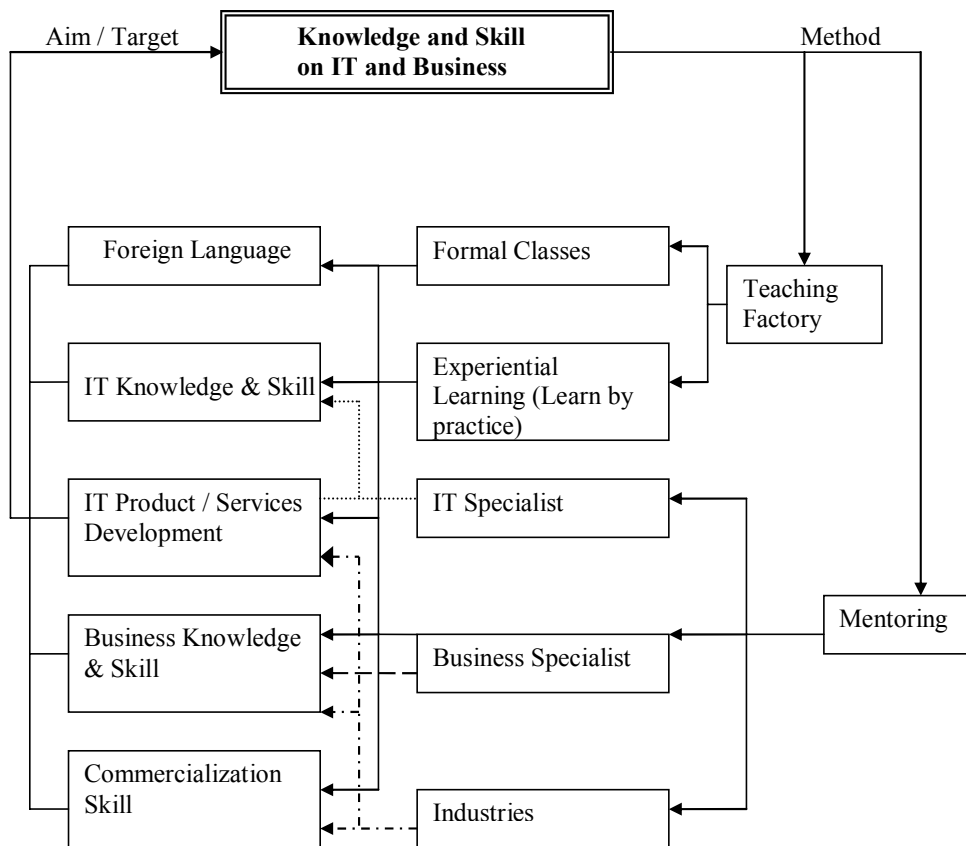 Aim / Target
Knowledge and Skill
on IT and Business
Method
Foreign Language
Formal Classes
Teaching
Factory
IT Knowledge & Skill
Experiential
Learning (Learn by
practice)
IT Product / Services
Development
IT Specialist
Business Knowledge
& Skill
Business Specialist
Mentoring
Commercialization
Skill
Industries